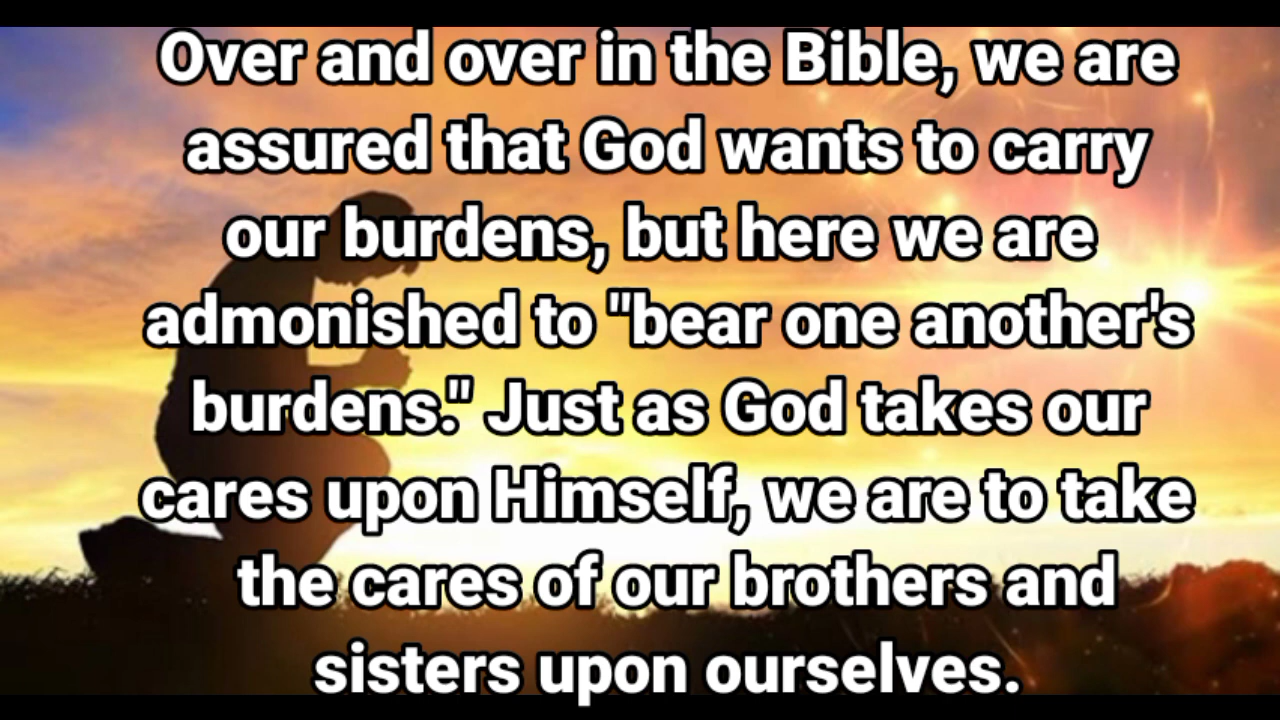 Over and over in the Bible, we are
assured that God wants to carry
our burdens, but here we are
admonished to "bear one another's
burdens." Just as God takes our
cares upon Himself, we are to take
the cares of our brothers and
sisters upon ourselves.